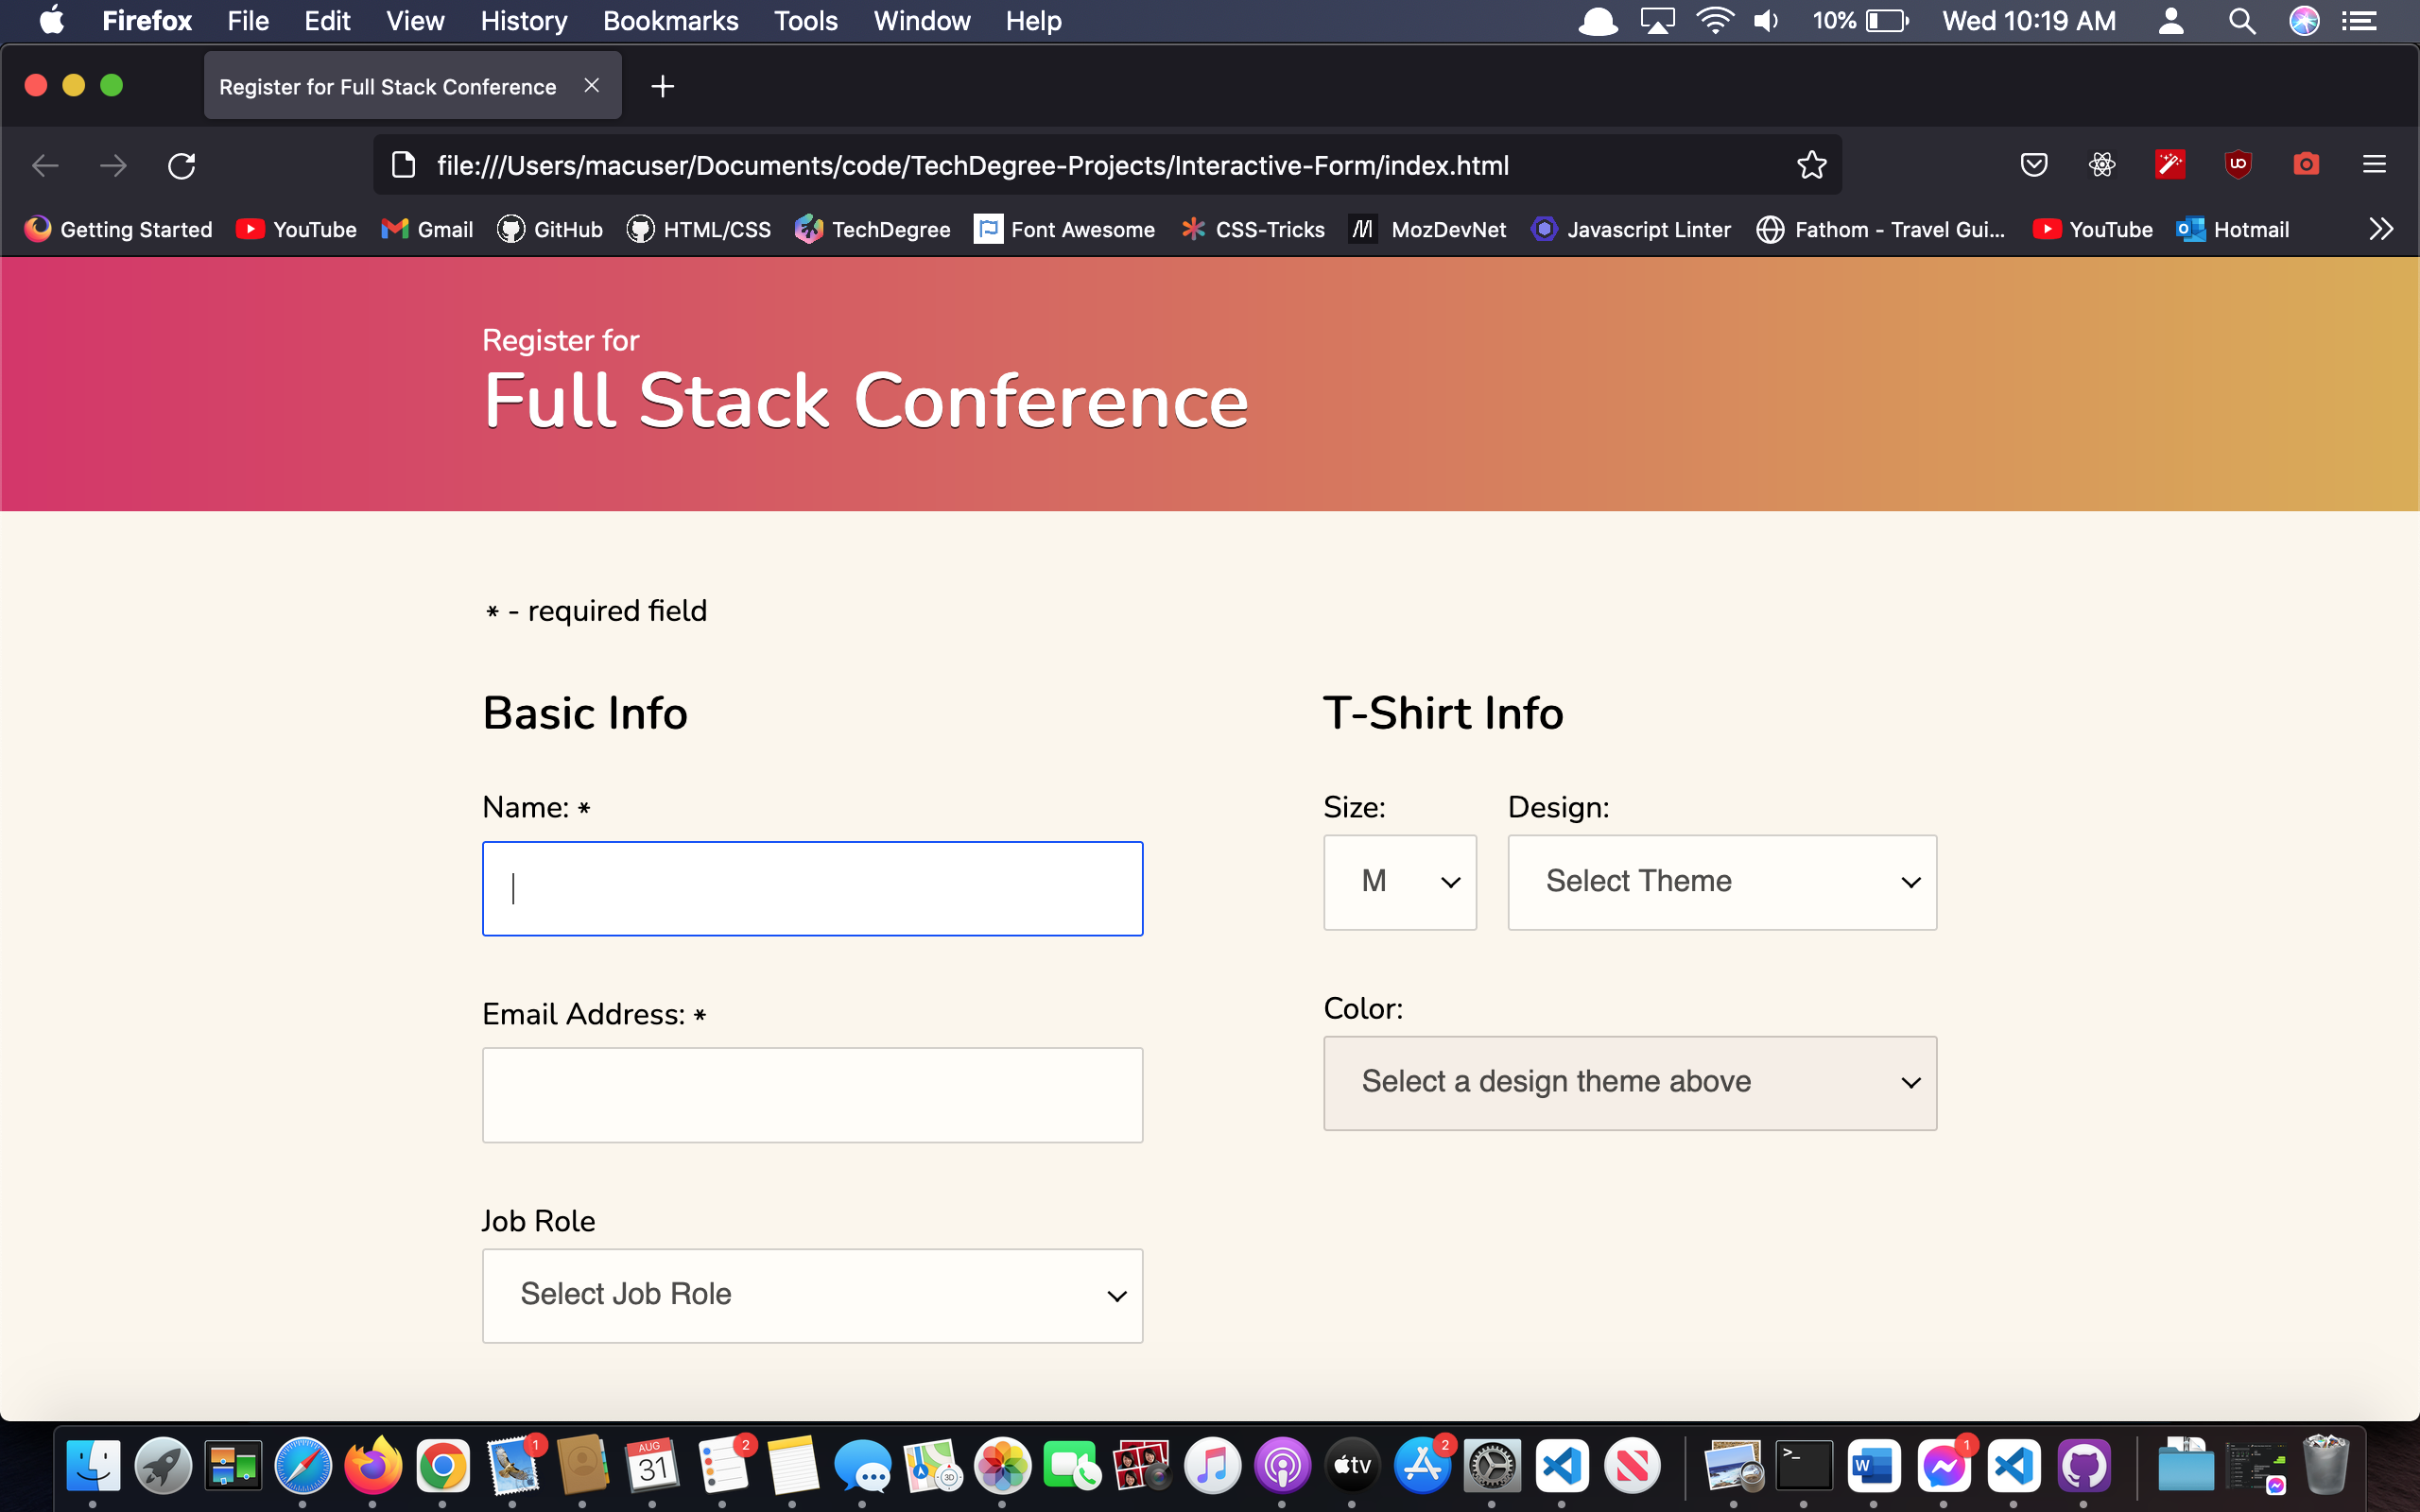 Firefox File Edit View History Bookmarks Tools Window Help 10% Wed 10:19 AM
Register for Full Stack Conference
file:///Users/macuser/Documents/code/TechDegree-Projects/Interactive-Form/index.html
Getting Started YouTube Gmail GitHub HTML/CSS TechDegree Font Awesome CSS-Tricks MozDevNet Javascript Linter Fathom - Travel Gui... YouTube Hotmail
Register for
Full Stack Conference
* - required field
Basic Info T-Shirt Info
Name: * Size: Design:
M Select Theme
Email Address: * Color:
Select a design theme above
Job Role
Select Job Role
1 AUG 31 2 3D tv 2 >_ W 1